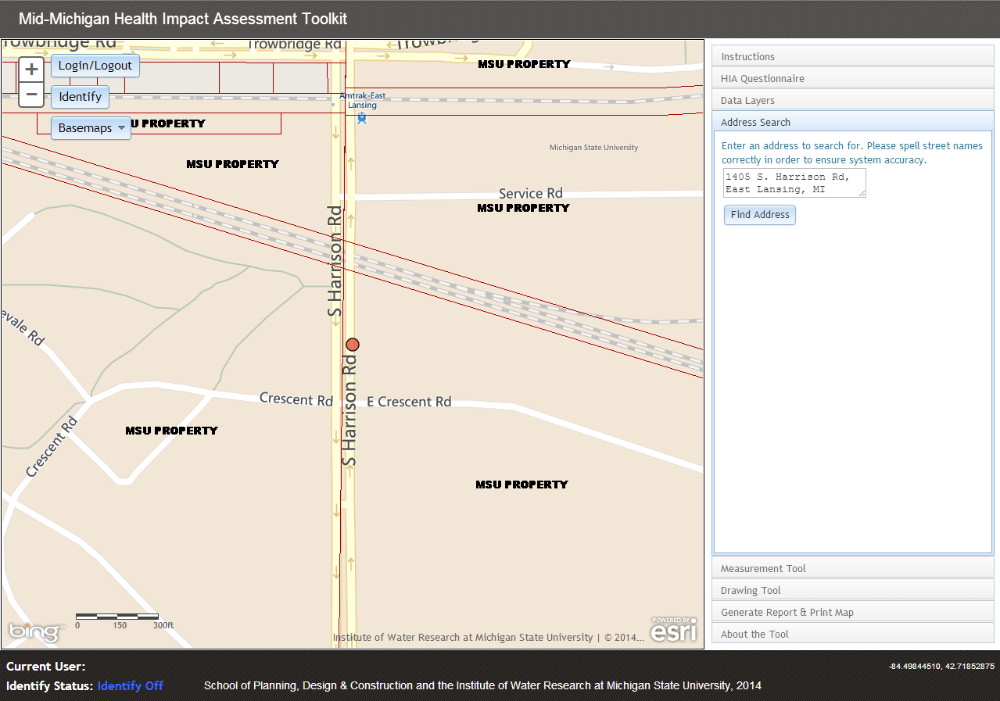 Mid-Michigan Health Impact Assessment Toolkit
Trowbridge Rd
Trowbridge Rd
+
Login/Logout
MSU PROPERTY
−
Identify
Amtrak-East
Lansing
Basemaps
U PROPERTY
Michigan State University
MSU PROPERTY
Service Rd
MSU PROPERTY
S Harrison Rd
evale Rd
S Harrison Rd
Crescent Rd
E Crescent Rd
MSU PROPERTY
Crescent Rd
MSU PROPERTY
0 150 300ft
bing™
Institute of Water Research at Michigan State University | © 2014...
POWERED BY
esri
Instructions
HIA Questionnaire
Data Layers
Address Search
Enter an address to search for. Please spell street names
correctly in order to ensure system accuracy.
1405 S. Harrison Rd,
East Lansing, MI
Find Address
Measurement Tool
Drawing Tool
Generate Report & Print Map
About the Tool
Current User:
-84.49844510, 42.71852875
Identify Status: Identify Off
School of Planning, Design & Construction and the Institute of Water Research at Michigan State University, 2014